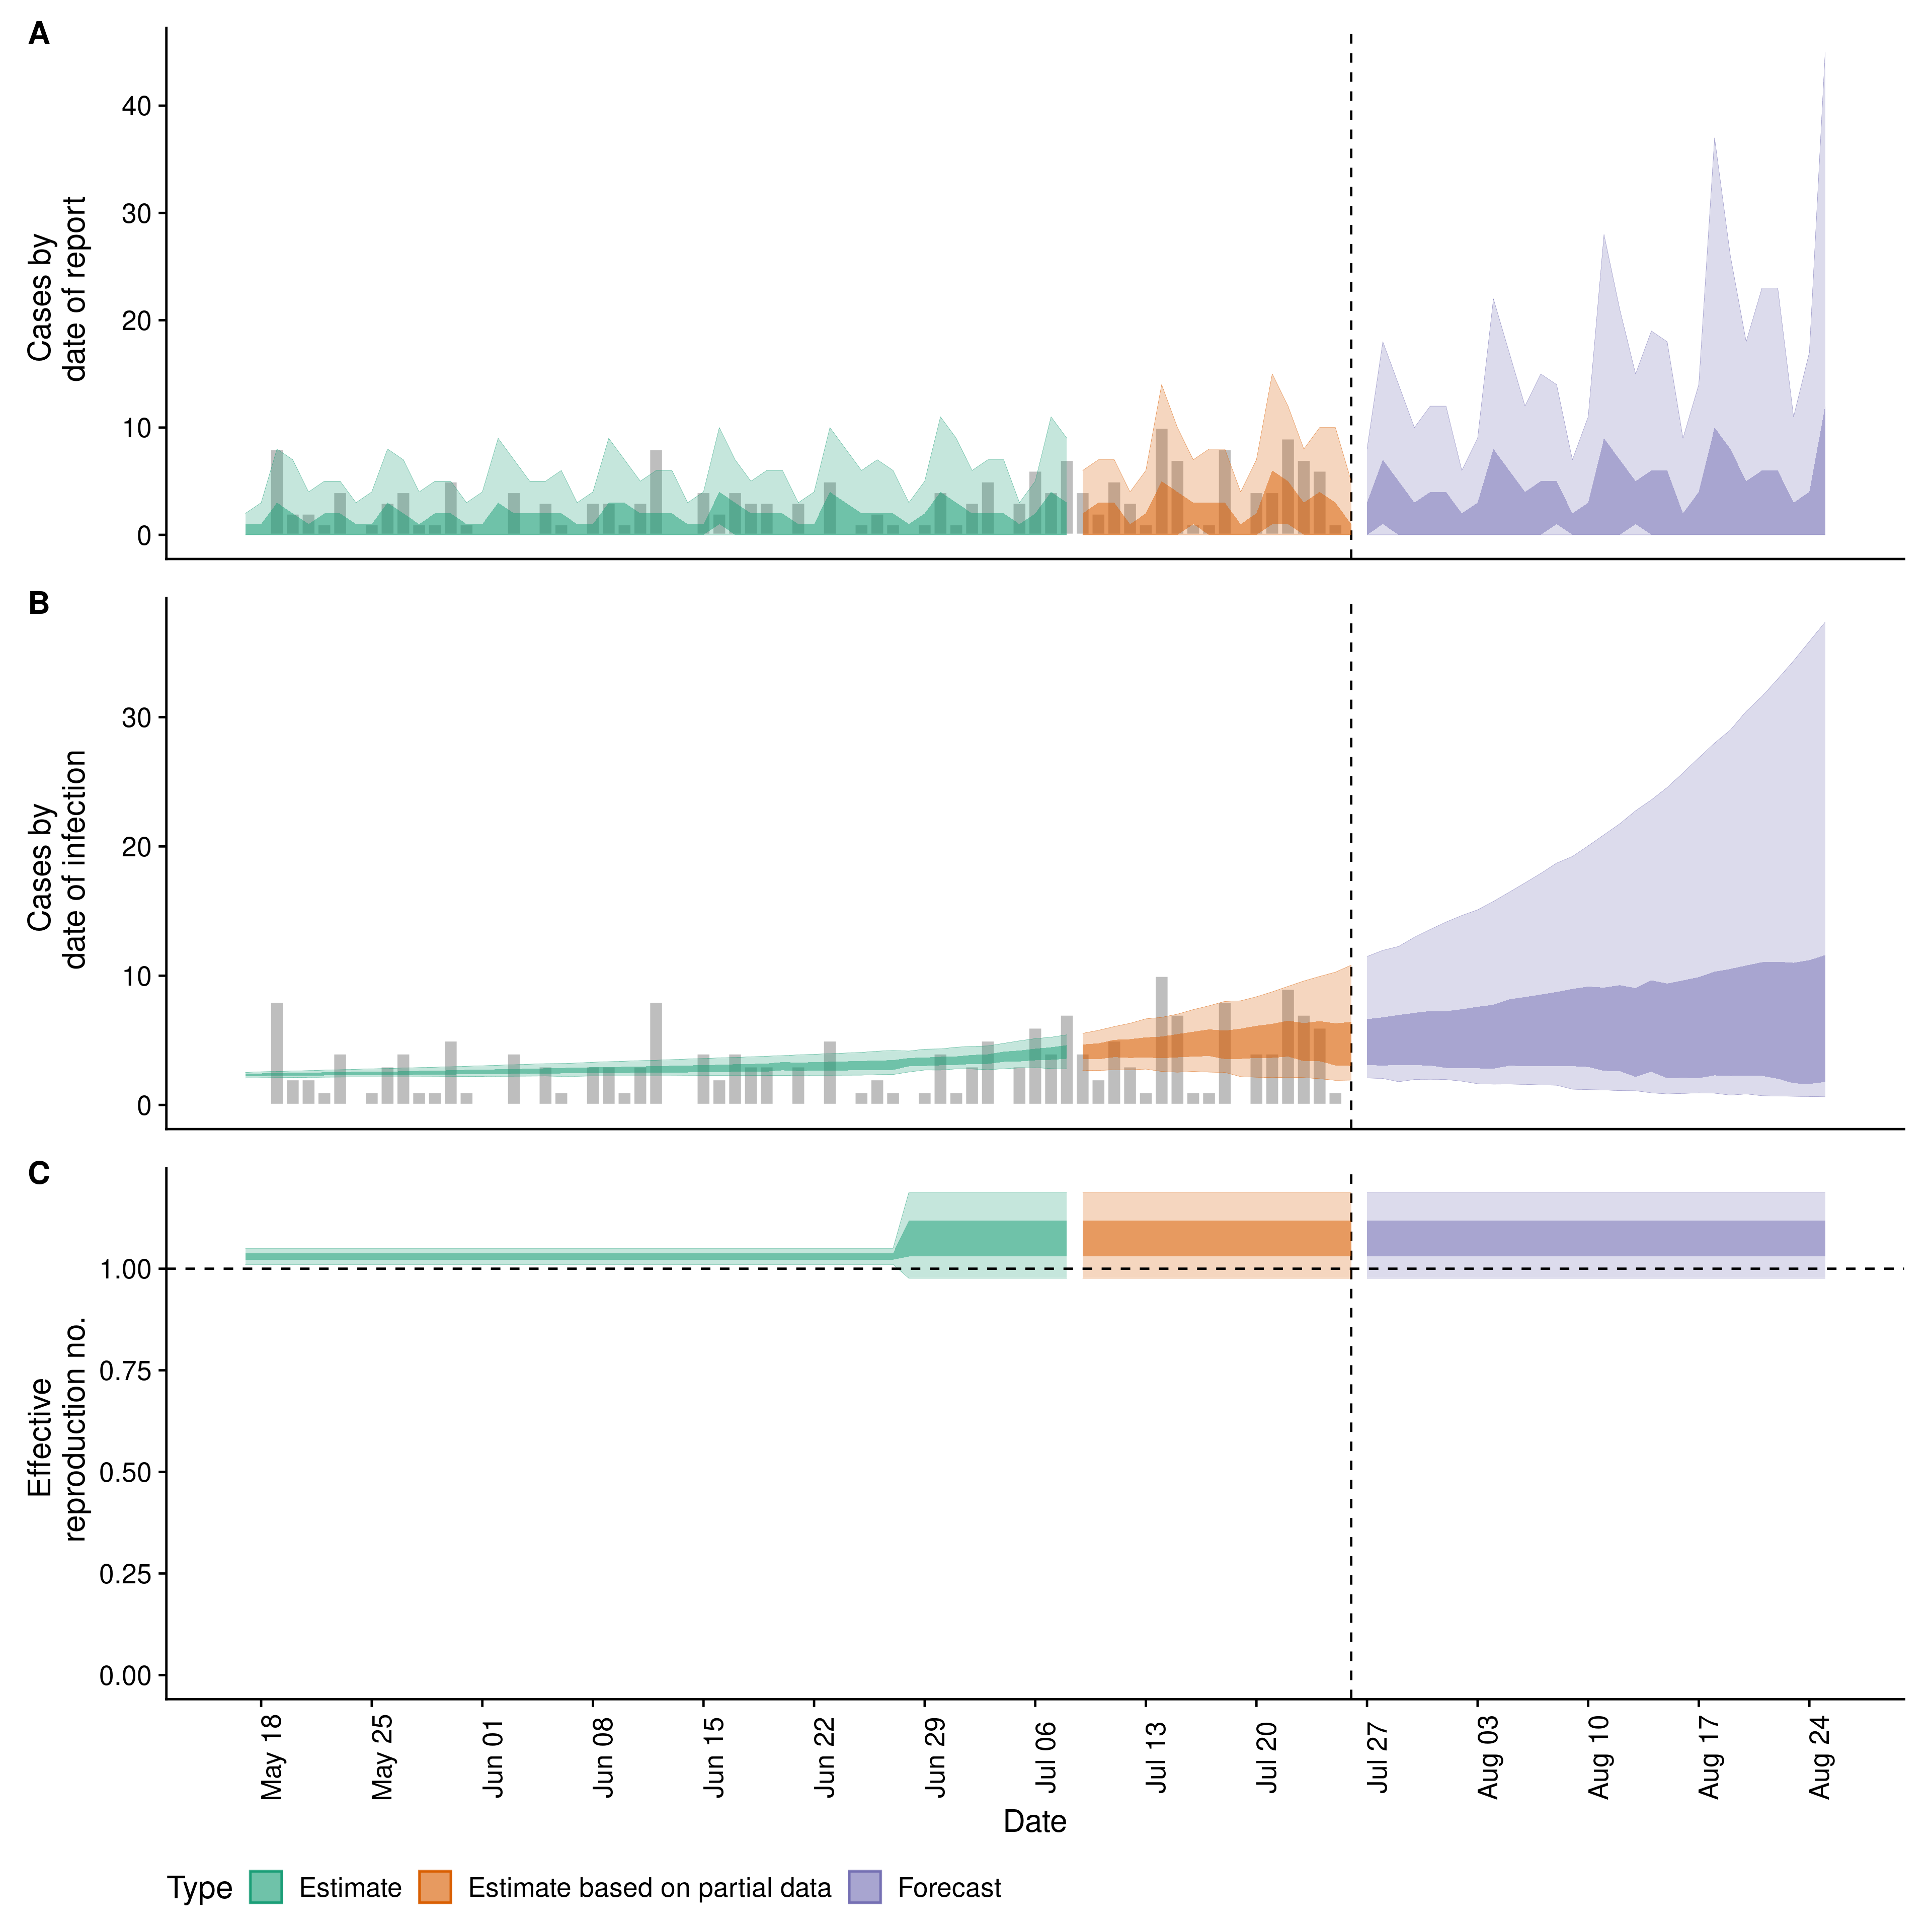 A
Cases by
date of report
40
30
20
10
0
B
Cases by
date of infection
30
20
10
0
C
Effective
reproduction no.
1.00
0.75
0.50
0.25
0.00
May 18
May 25
Jun 01
Jun 08
Jun 15
Jun 22
Jun 29
Jul 06
Jul 13
Jul 20
Jul 27
Aug 03
Aug 10
Aug 17
Aug 24
Date
Type Estimate Estimate based on partial data Forecast